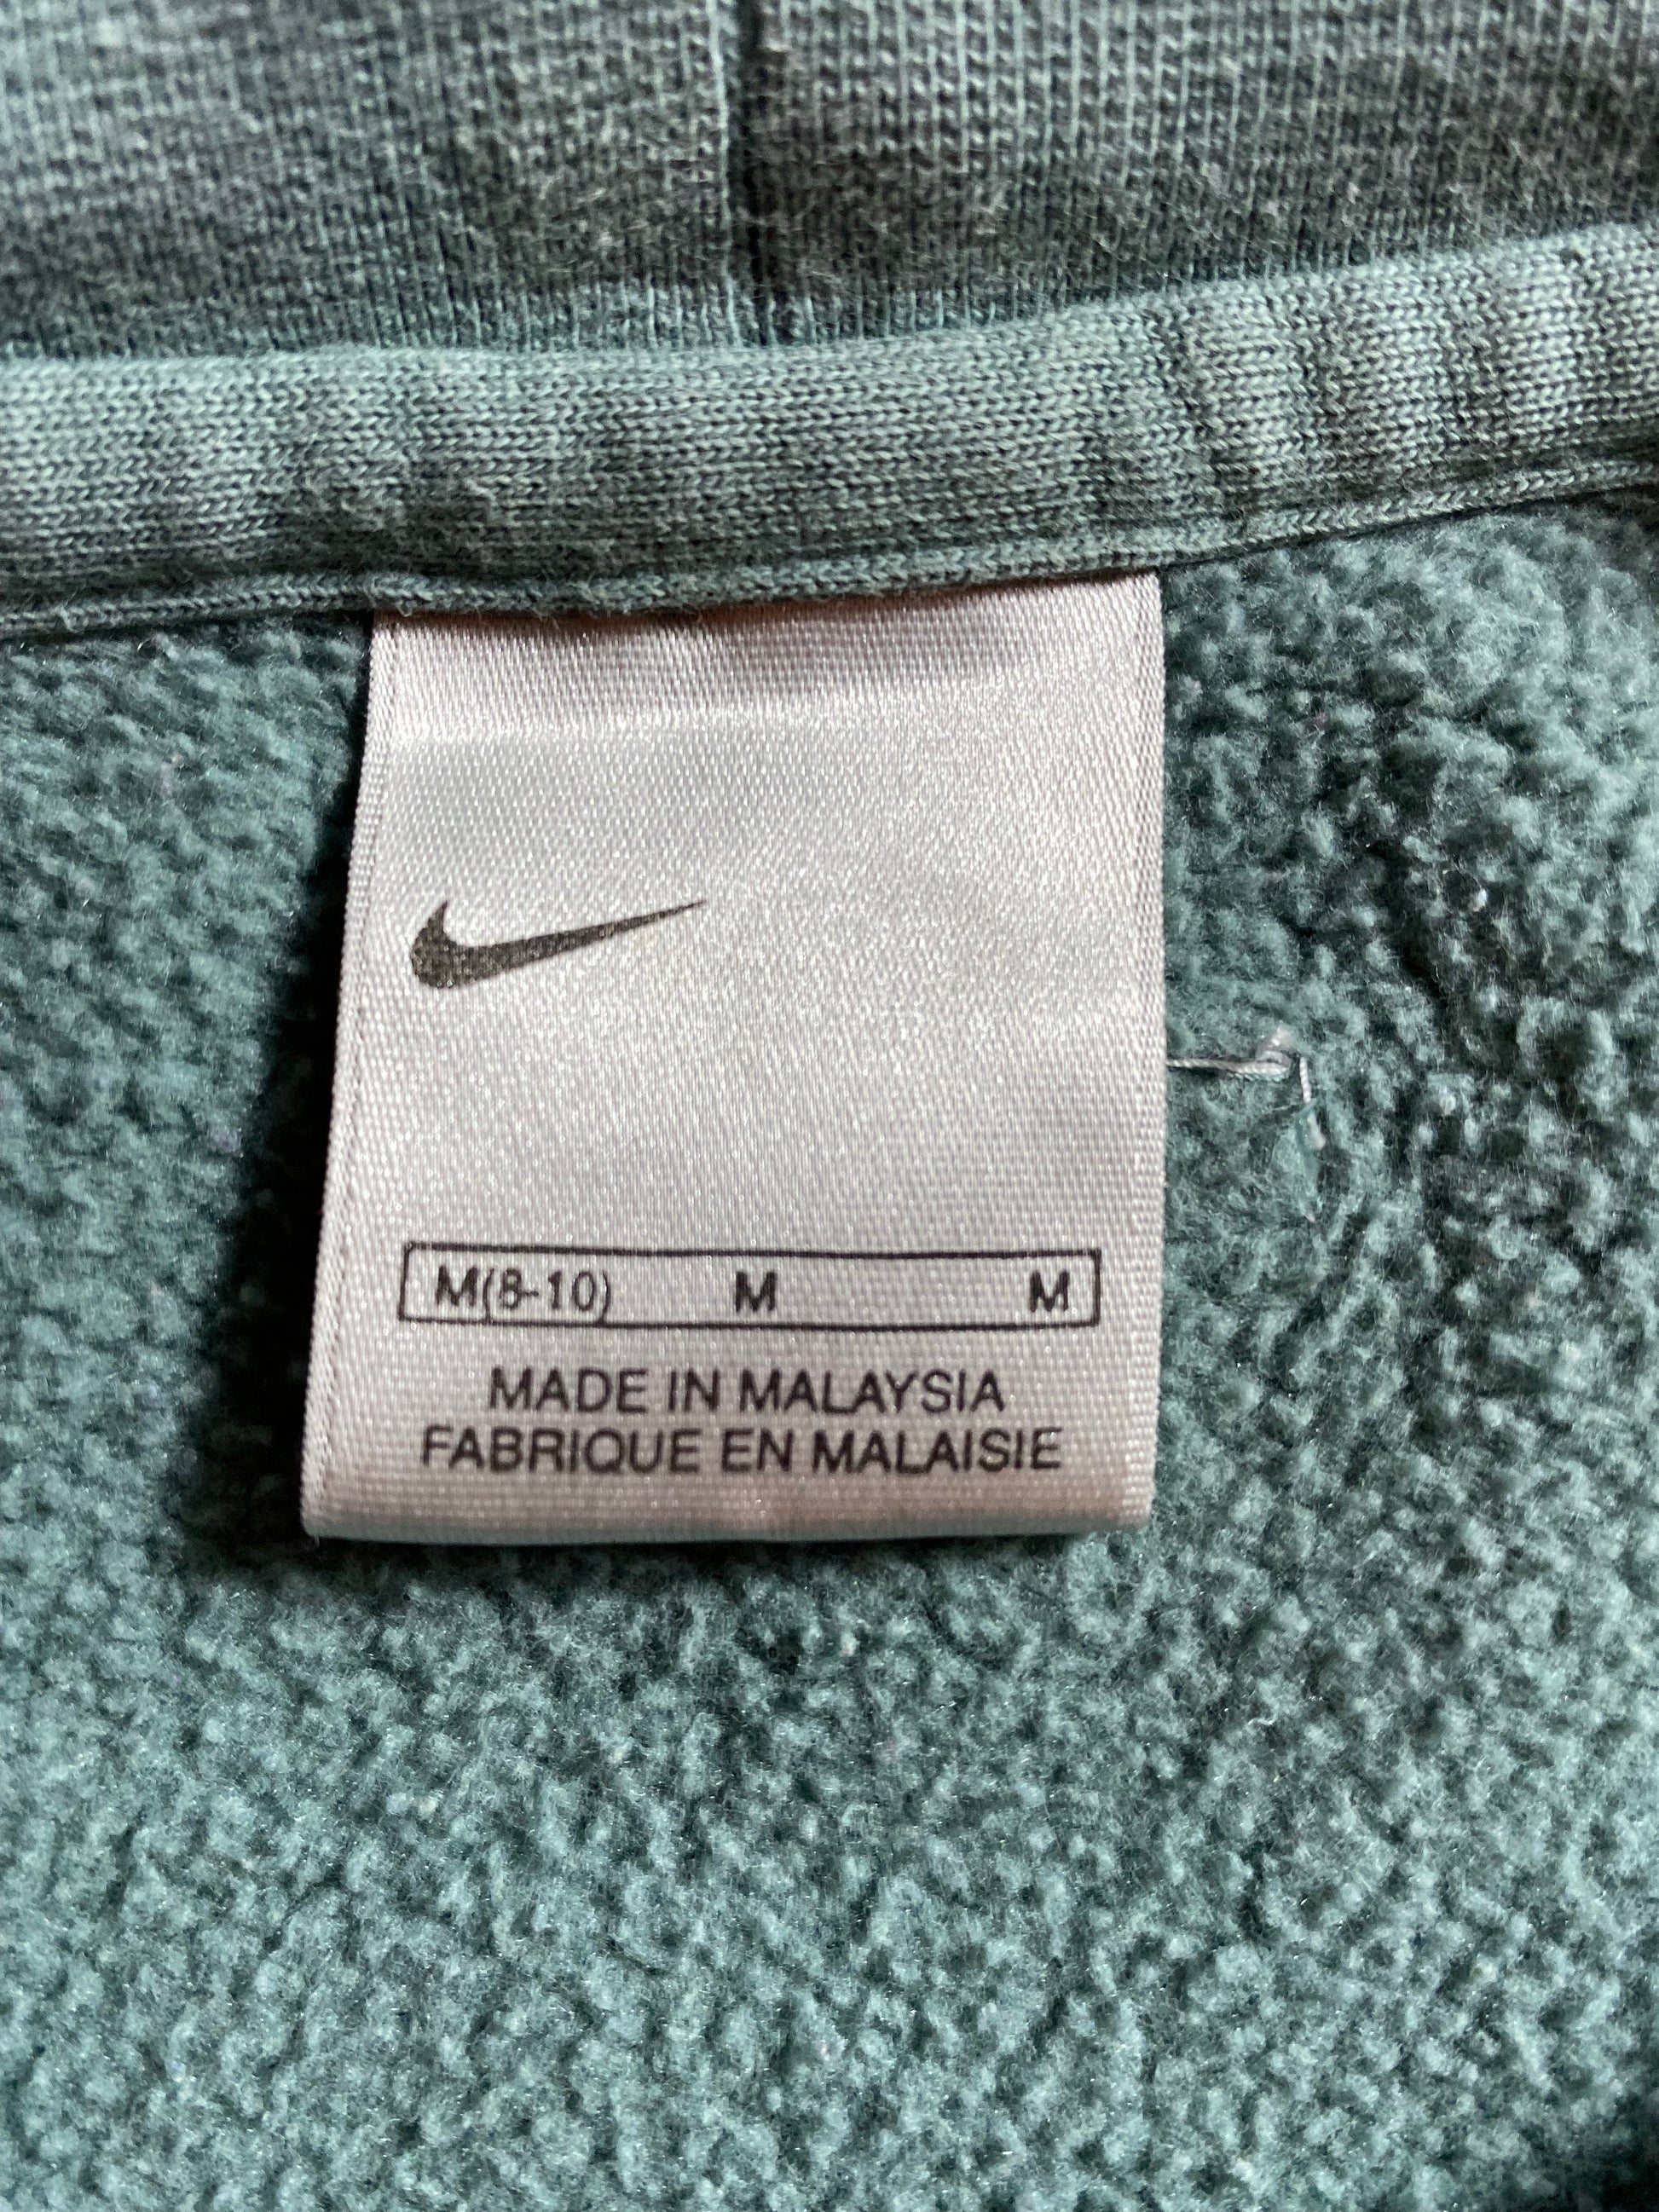 M(8-10) M M
MADE IN MALAYSIA
FABRIQUE EN MALAISIE